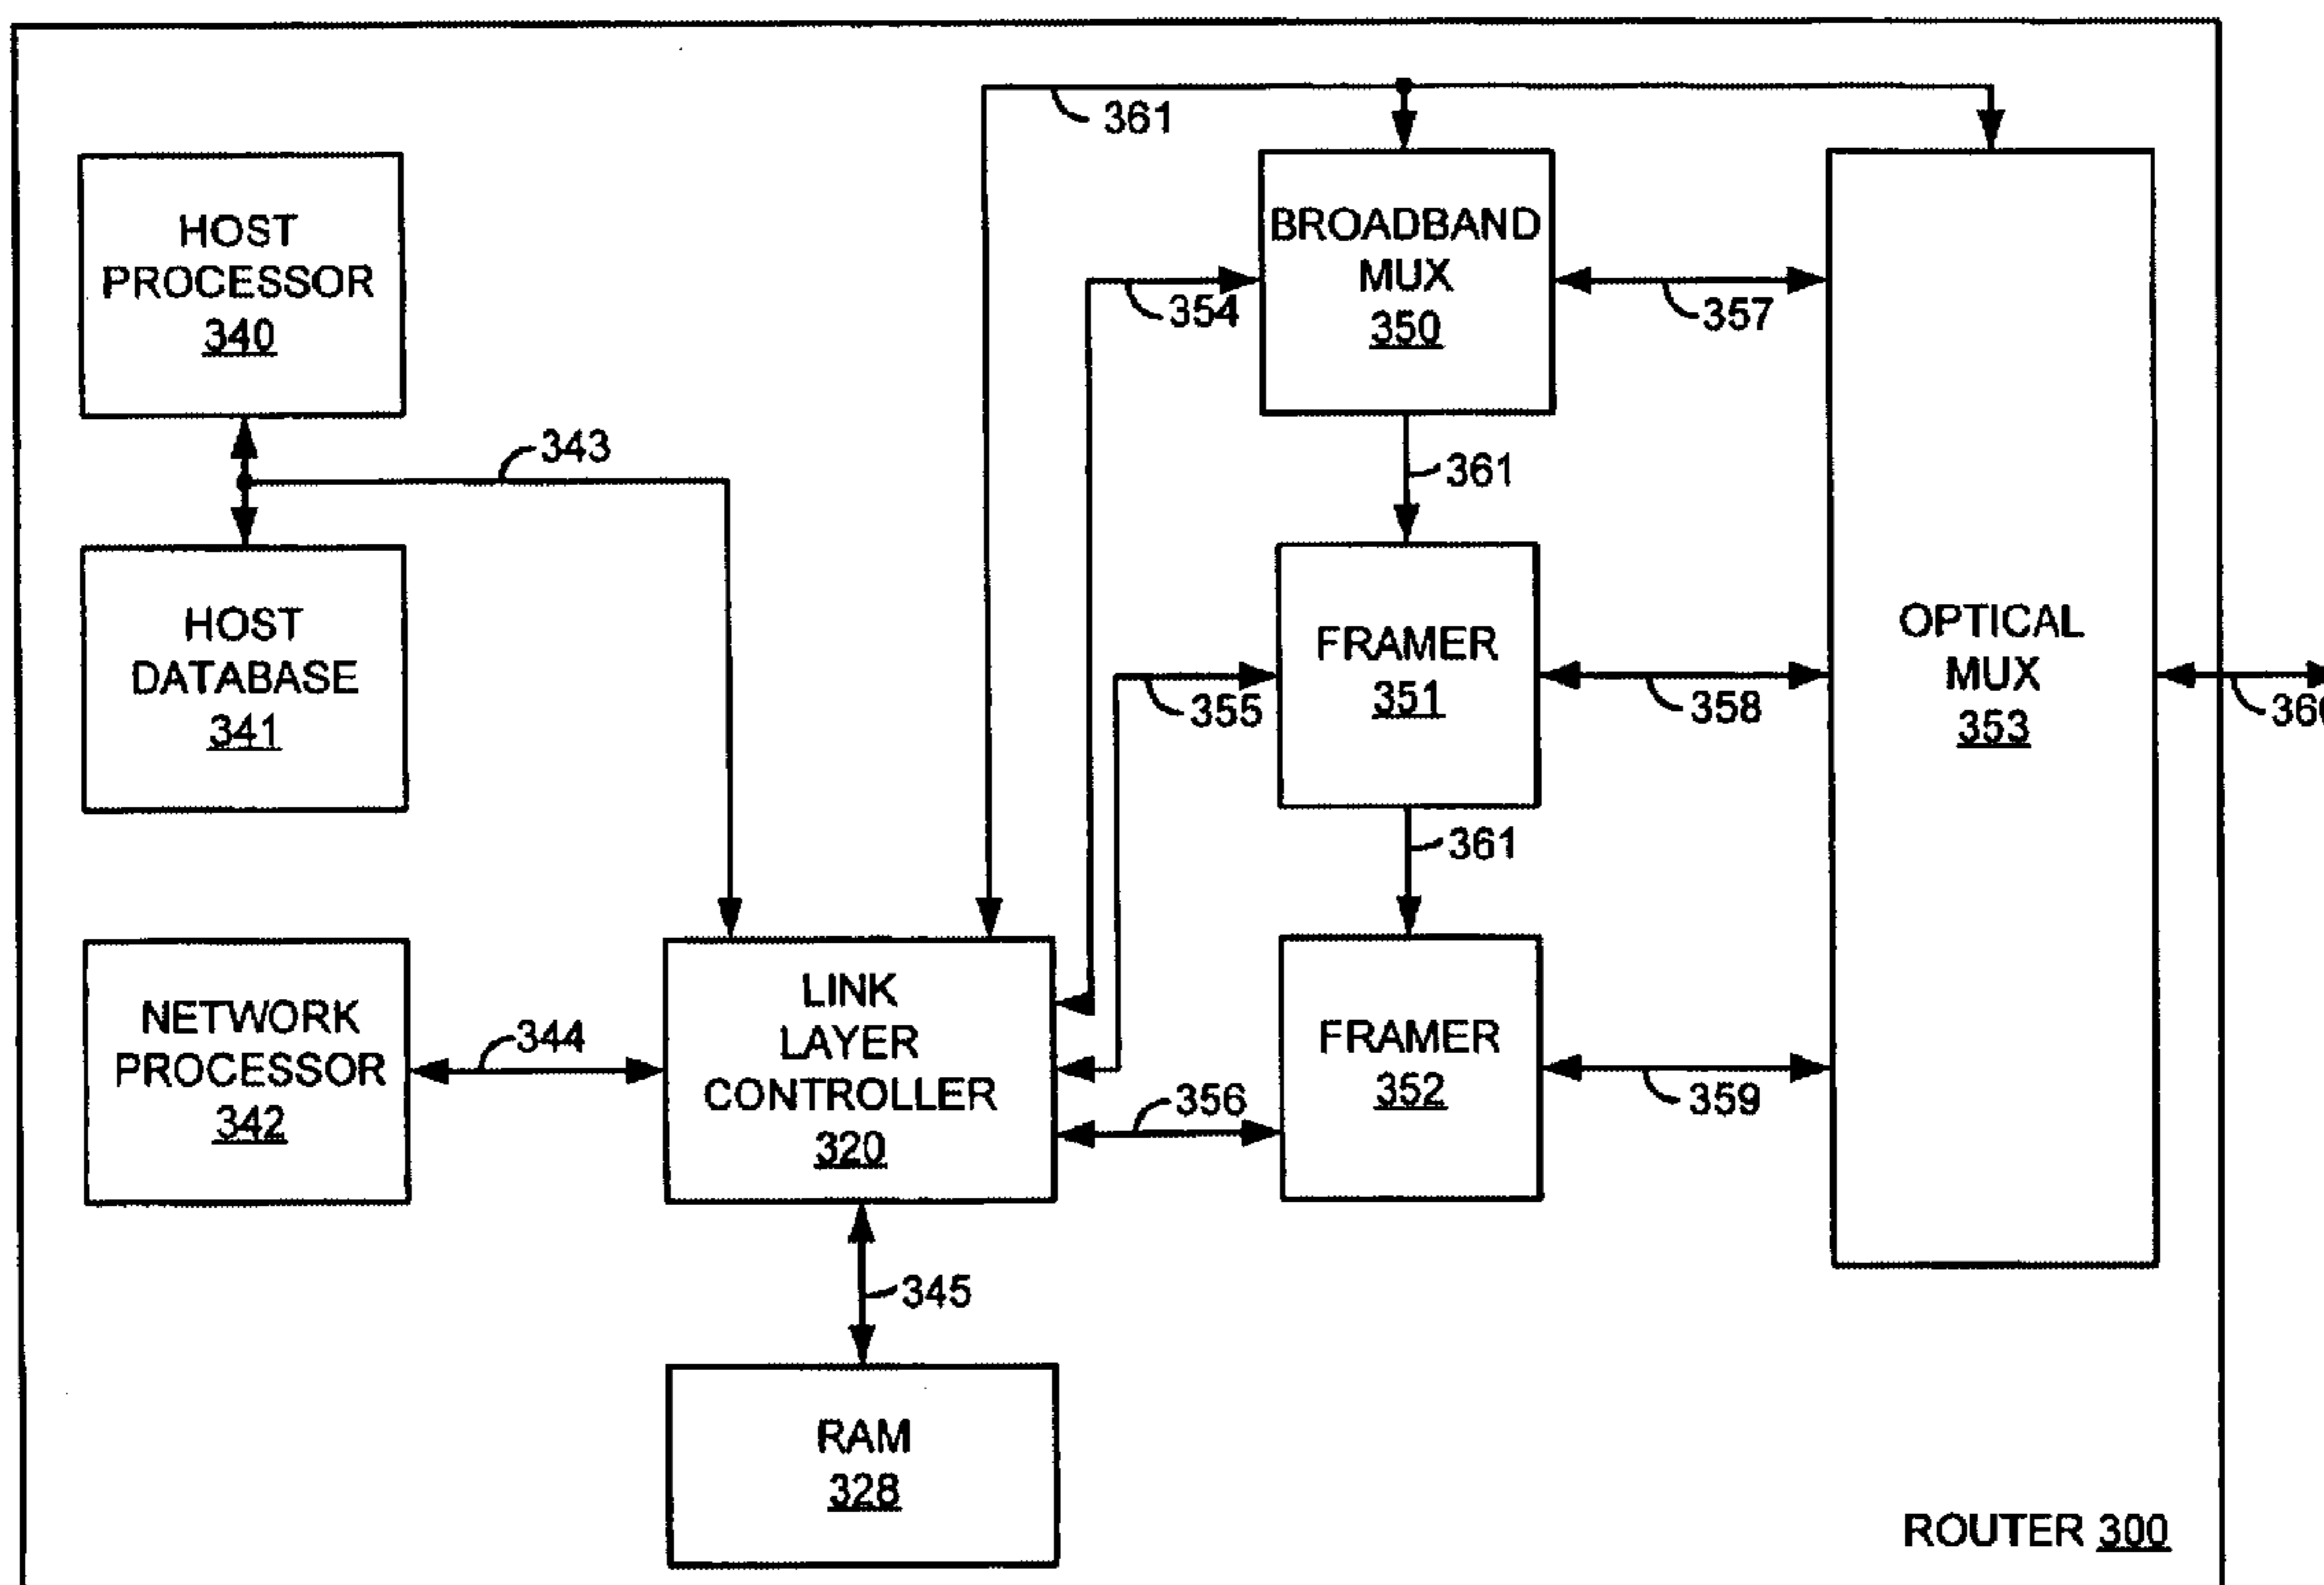 361
HOST
PROCESSOR
340
BROADBAND
MUX
350
354
357
343
361
HOST
DATABASE
341
FRAMER
351
355
358
OPTICAL
MUX
353
361
NETWORK
PROCESSOR
342
344
LINK
LAYER
CONTROLLER
320
356
FRAMER
352
359
345
RAM
328
ROUTER 300